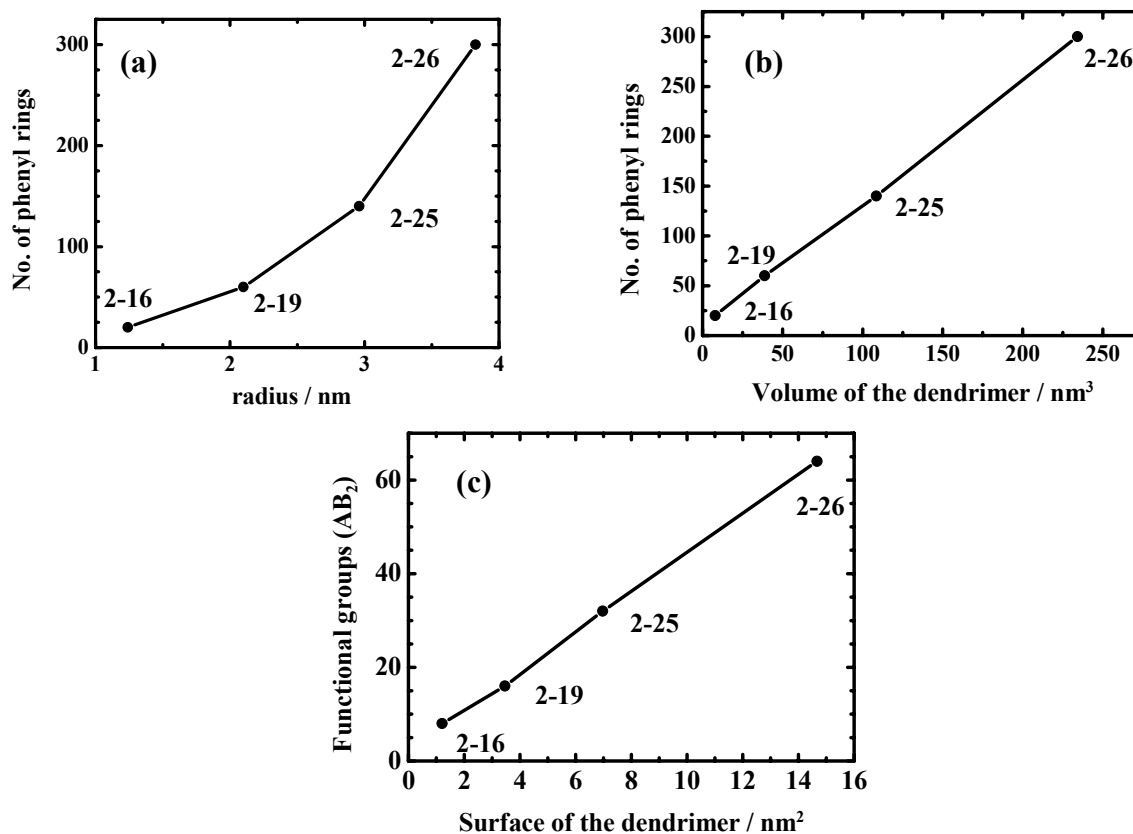 (a)
No. of phenyl rings
300
200
100
0
2-16
2-19
2-25
2-26
1 2 3 4
radius / nm
(b)
No. of phenyl rings
300
250
200
150
100
50
0
2-26
2-25
2-19
2-16
0 50 100 150 200 250
Volume of the dendrimer / nm³
(c)
Functional groups (AB₂)
60
40
20
0
2-26
2-25
2-19
2-16
0 2 4 6 8 10 12 14 16
Surface of the dendrimer / nm²